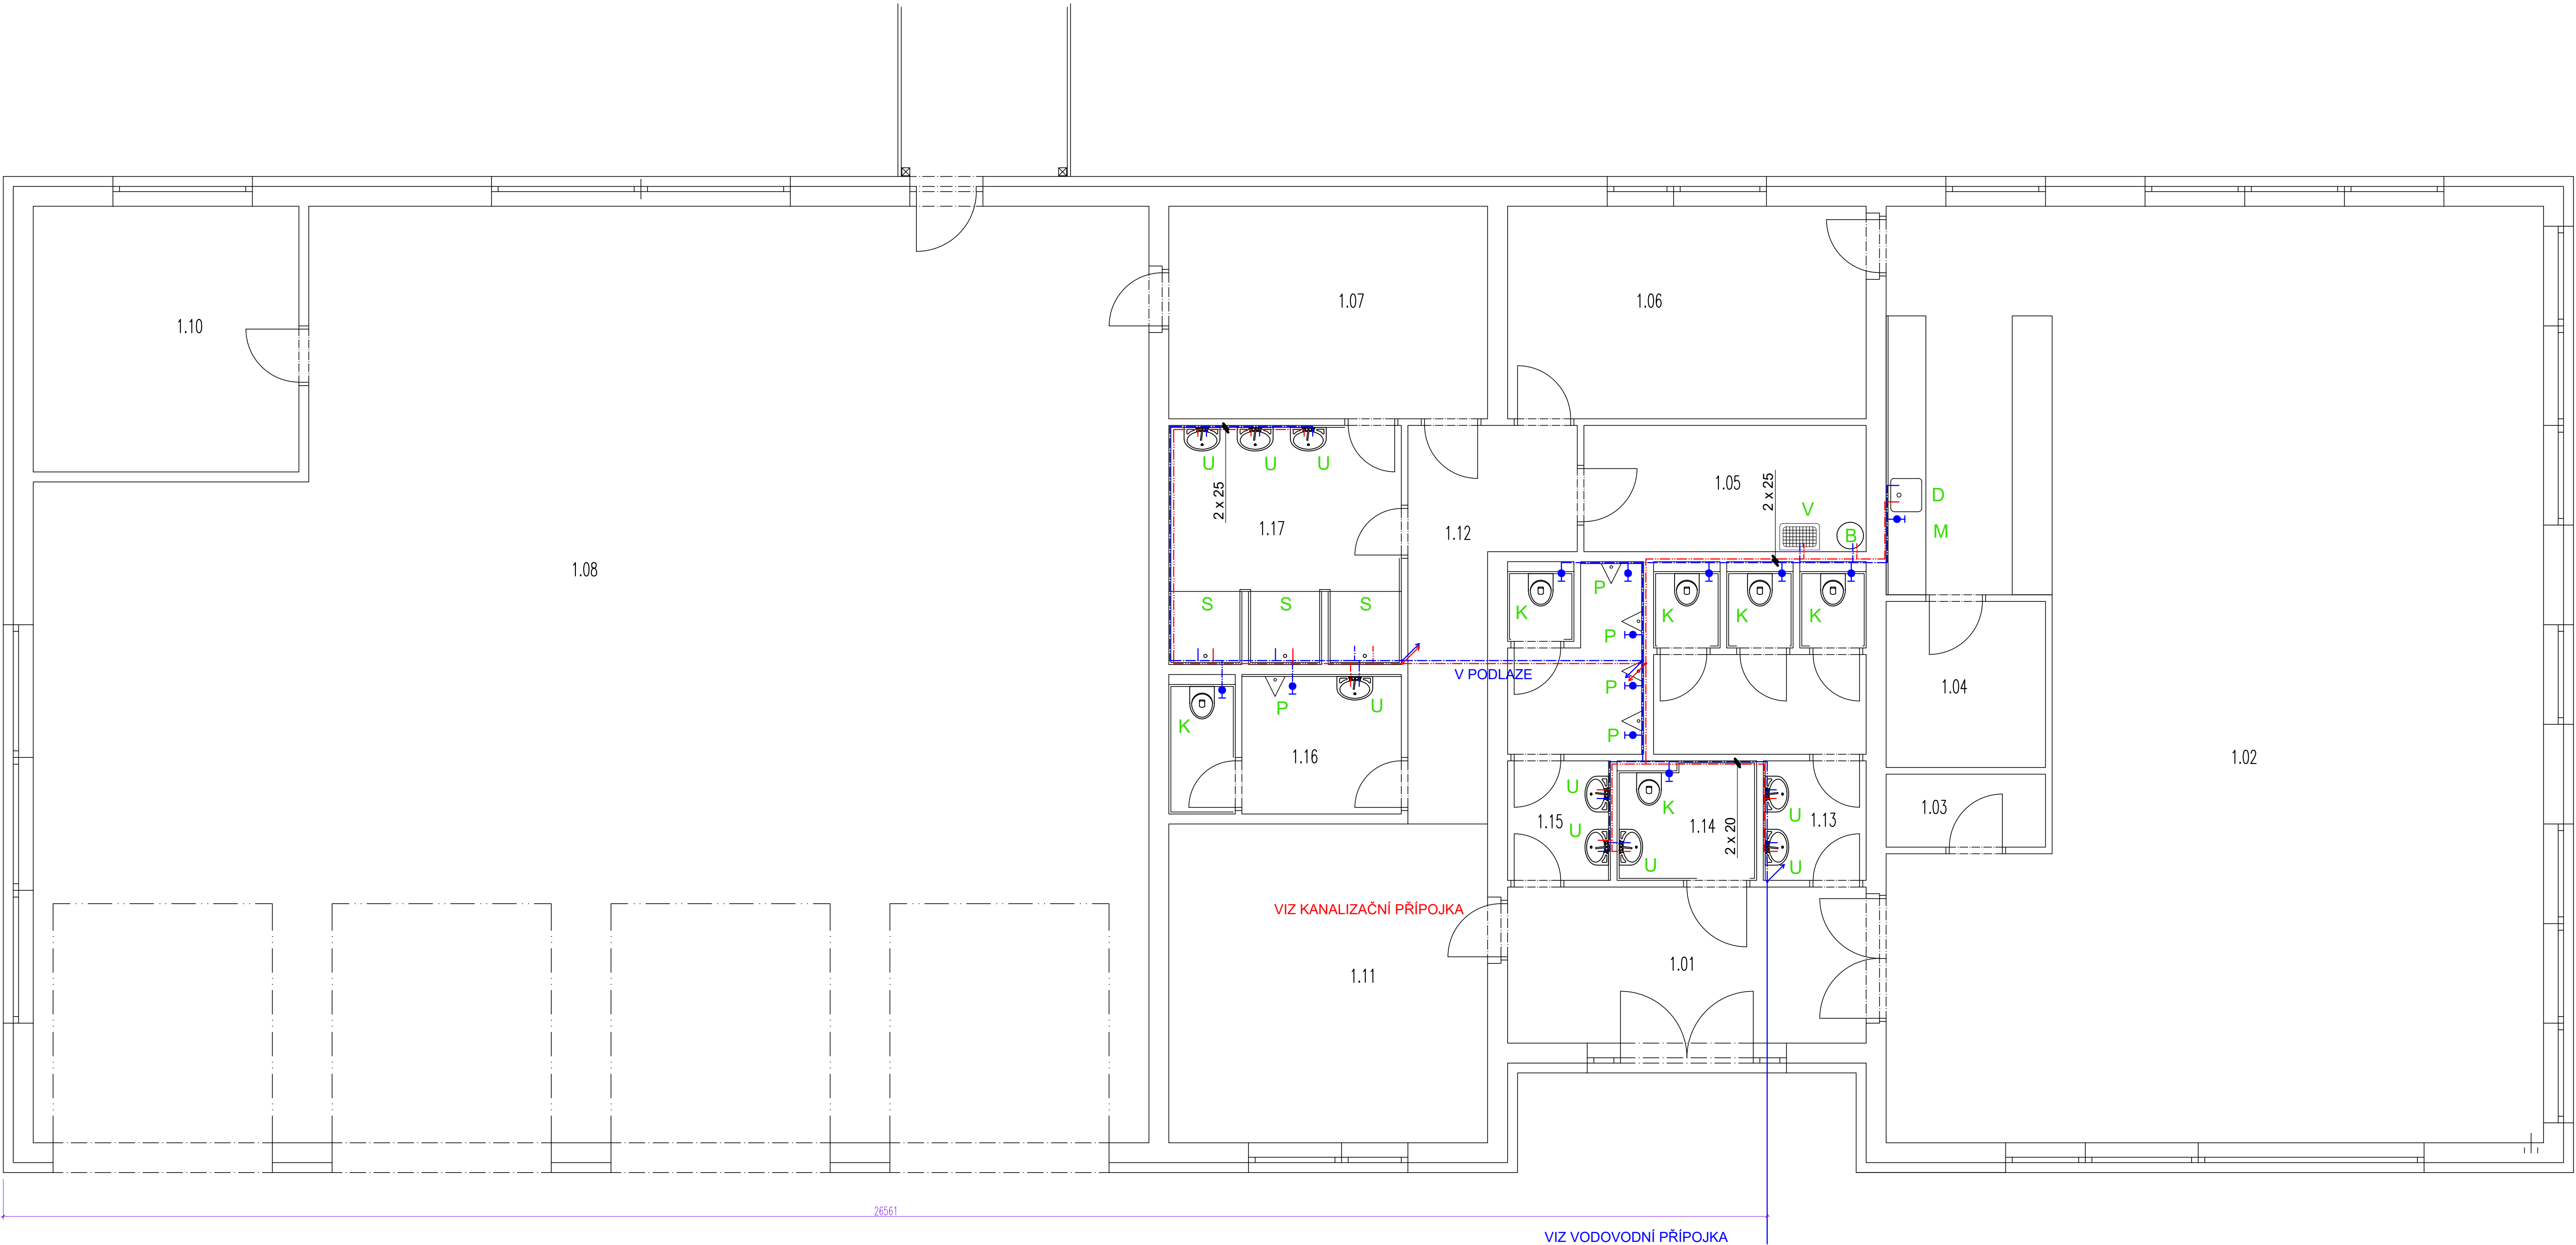 1.07
1.06
1.10
U
U
U
2 x 25
1.05
2 x 25
D
V
1.17
1.12
B
M
1.08
P
S
S
S
K
K
K
K
P
V PODLAZE
P
1.04
P
U
K
P
1.16
1.02
U
K
U
1.03
1.15
U
1.14
2 x 20
1.13
U
U
VIZ KANALIZAČNÍ PŘÍPOJKA
1.01
1.11
26561
VIZ VODOVODNÍ PŘÍPOJKA